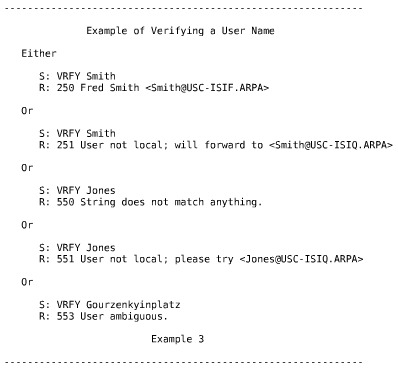 -------------------------------------------------------------
Example of Verifying a User Name
Either
S: VRFY Smith
R: 250 Fred Smith <Smith@USC-ISIF.ARPA>
Or
S: VRFY Smith
R: 251 User not local; will forward to <Smith@USC-ISIQ.ARPA>
Or
S: VRFY Jones
R: 550 String does not match anything.
Or
S: VRFY Jones
R: 551 User not local; please try <Jones@USC-ISIQ.ARPA>
Or
S: VRFY Gourzenkyinplatz
R: 553 User ambiguous.
Example 3
-------------------------------------------------------------